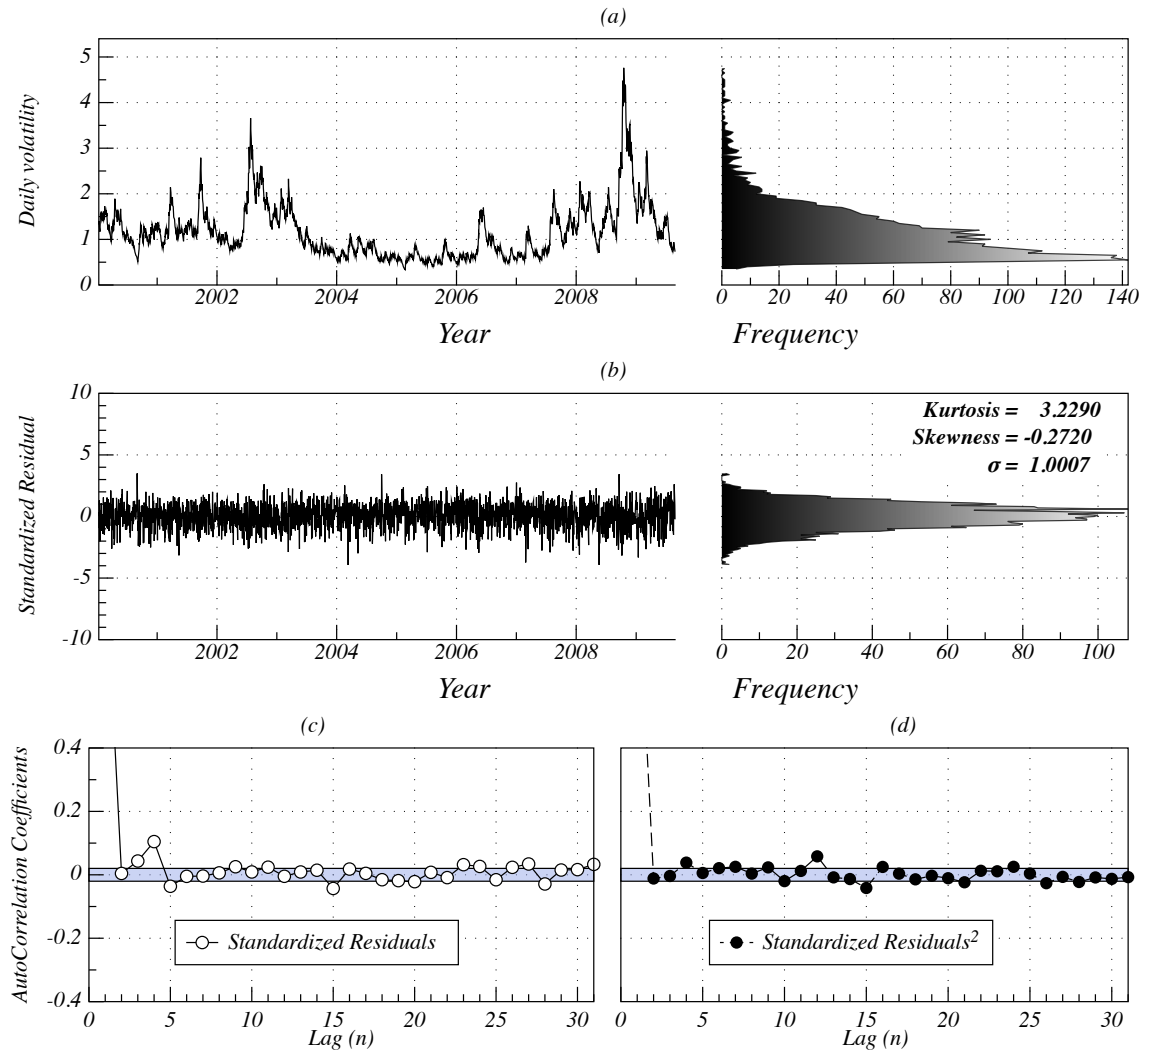 (a)
Daily volatility
5
4
3
2
1
0
2002 2004 2006 2008
0 20 40 60 80 100 120 140
Year
Frequency
(b)
Standardized Residual
10
5
0
-5
-10
Kurtosis = 3.2290
Skewness = -0.2720
σ = 1.0007
2002 2004 2006 2008
0 20 40 60 80 100
Year
Frequency
(c)
(d)
AutoCorrelation Coefficients
0.4
0.2
0
-0.2
-0.4
Standardized Residuals
Standardized Residuals²
0 5 10 15 20 25 30
0 5 10 15 20 25 30
Lag (n)
Lag (n)